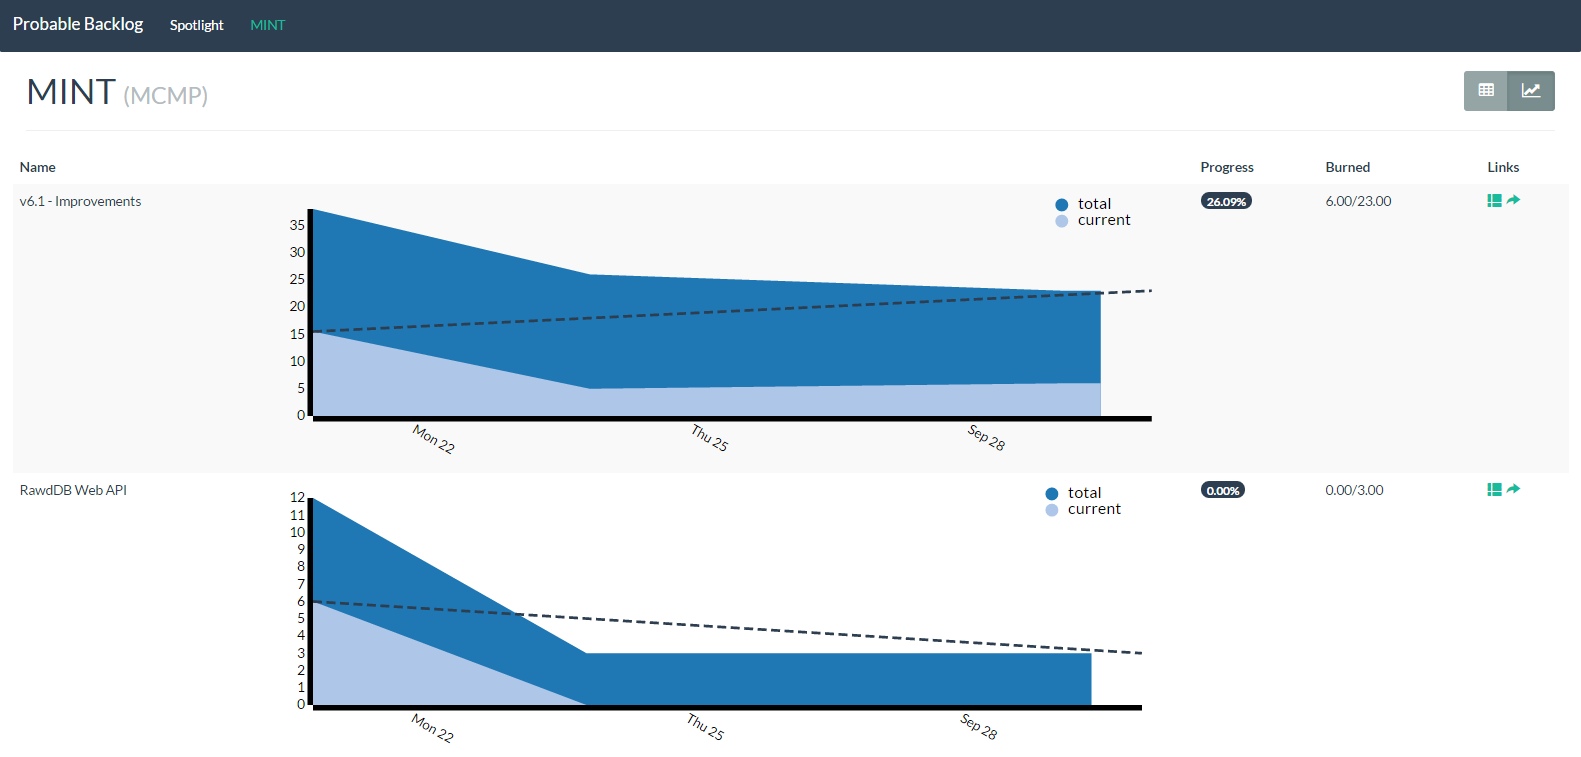 Probable Backlog Spotlight MINT
MINT (MCMP)
Name Progress Burned Links
v6.1 - Improvements 26.09% 6.00/23.00
total
current
35
30
25
20
15
10
5
0
Mon 22 Thu 25 Sep 28
RawdDB Web API 0.00% 0.00/3.00
total
current
12
11
10
9
8
7
6
5
4
3
2
1
0
Mon 22 Thu 25 Sep 28